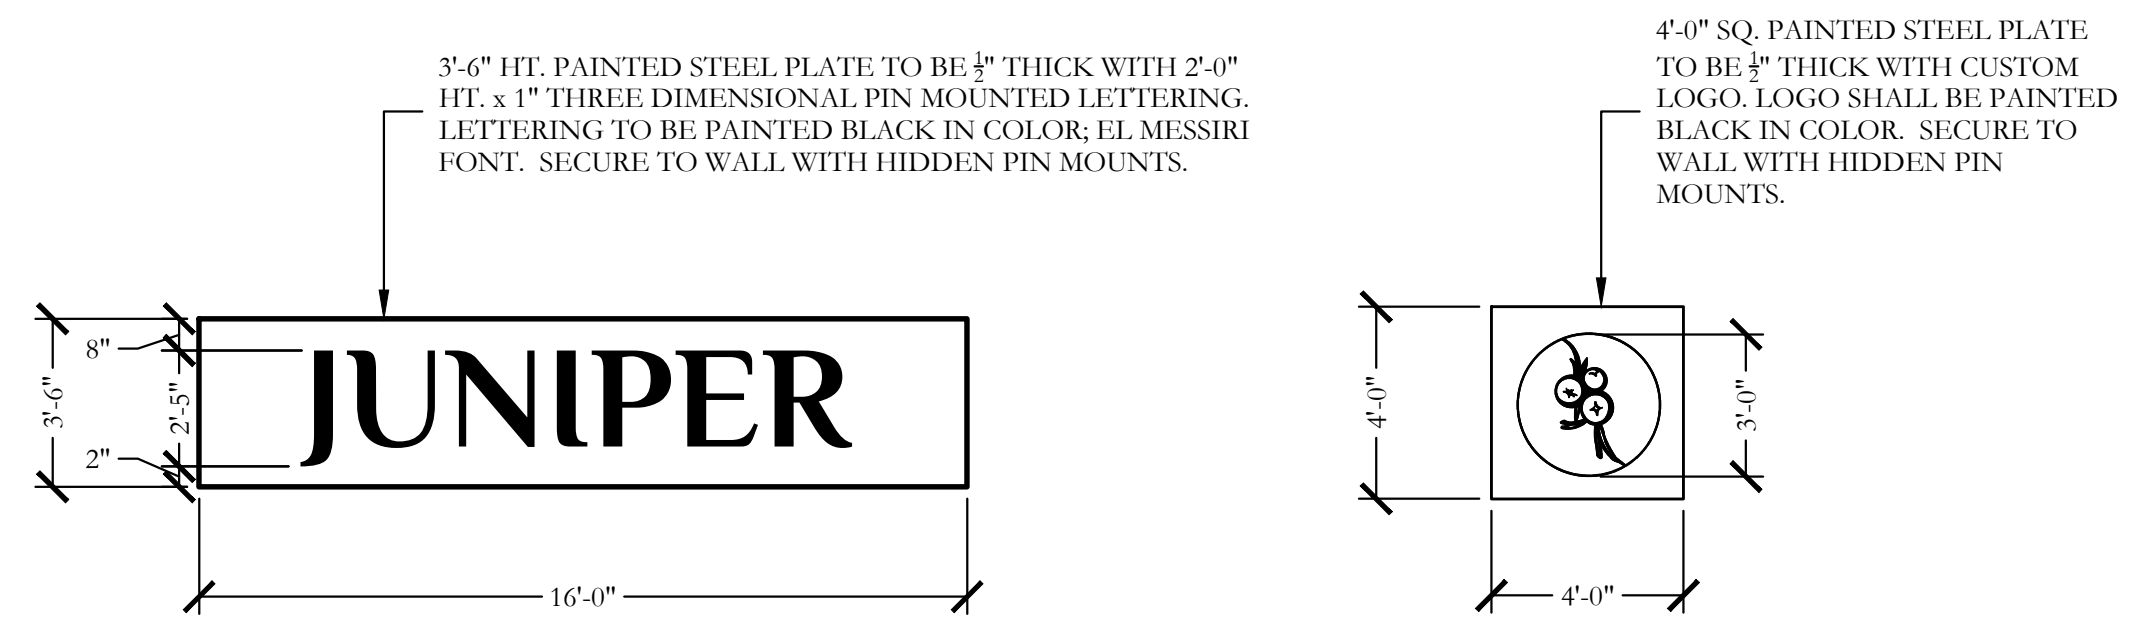 3'-6" HT. PAINTED STEEL PLATE TO BE ½" THICK WITH 2'-0"
HT. x 1" THREE DIMENSIONAL PIN MOUNTED LETTERING.
LETTERING TO BE PAINTED BLACK IN COLOR; EL MESSIRI
FONT.  SECURE TO WALL WITH HIDDEN PIN MOUNTS.
8"
3'-6"
2'-5"
2"
JUNIPER
16'-0"
4'-0" SQ. PAINTED STEEL PLATE
TO BE ½" THICK WITH CUSTOM
LOGO. LOGO SHALL BE PAINTED
BLACK IN COLOR.  SECURE TO
WALL WITH HIDDEN PIN
MOUNTS.
4'-0"
3'-0"
4'-0"